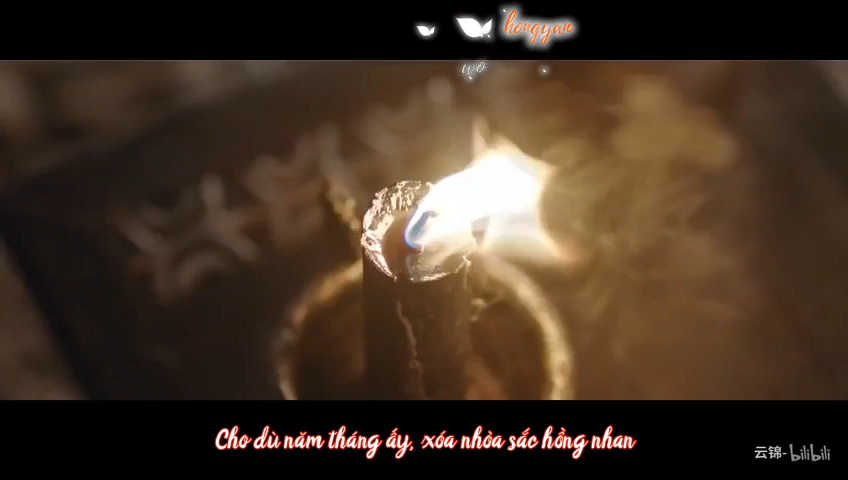 hongyan
Cho dù năm tháng ấy, xóa nhòa sắc hồng nhan
云锦-bilibili